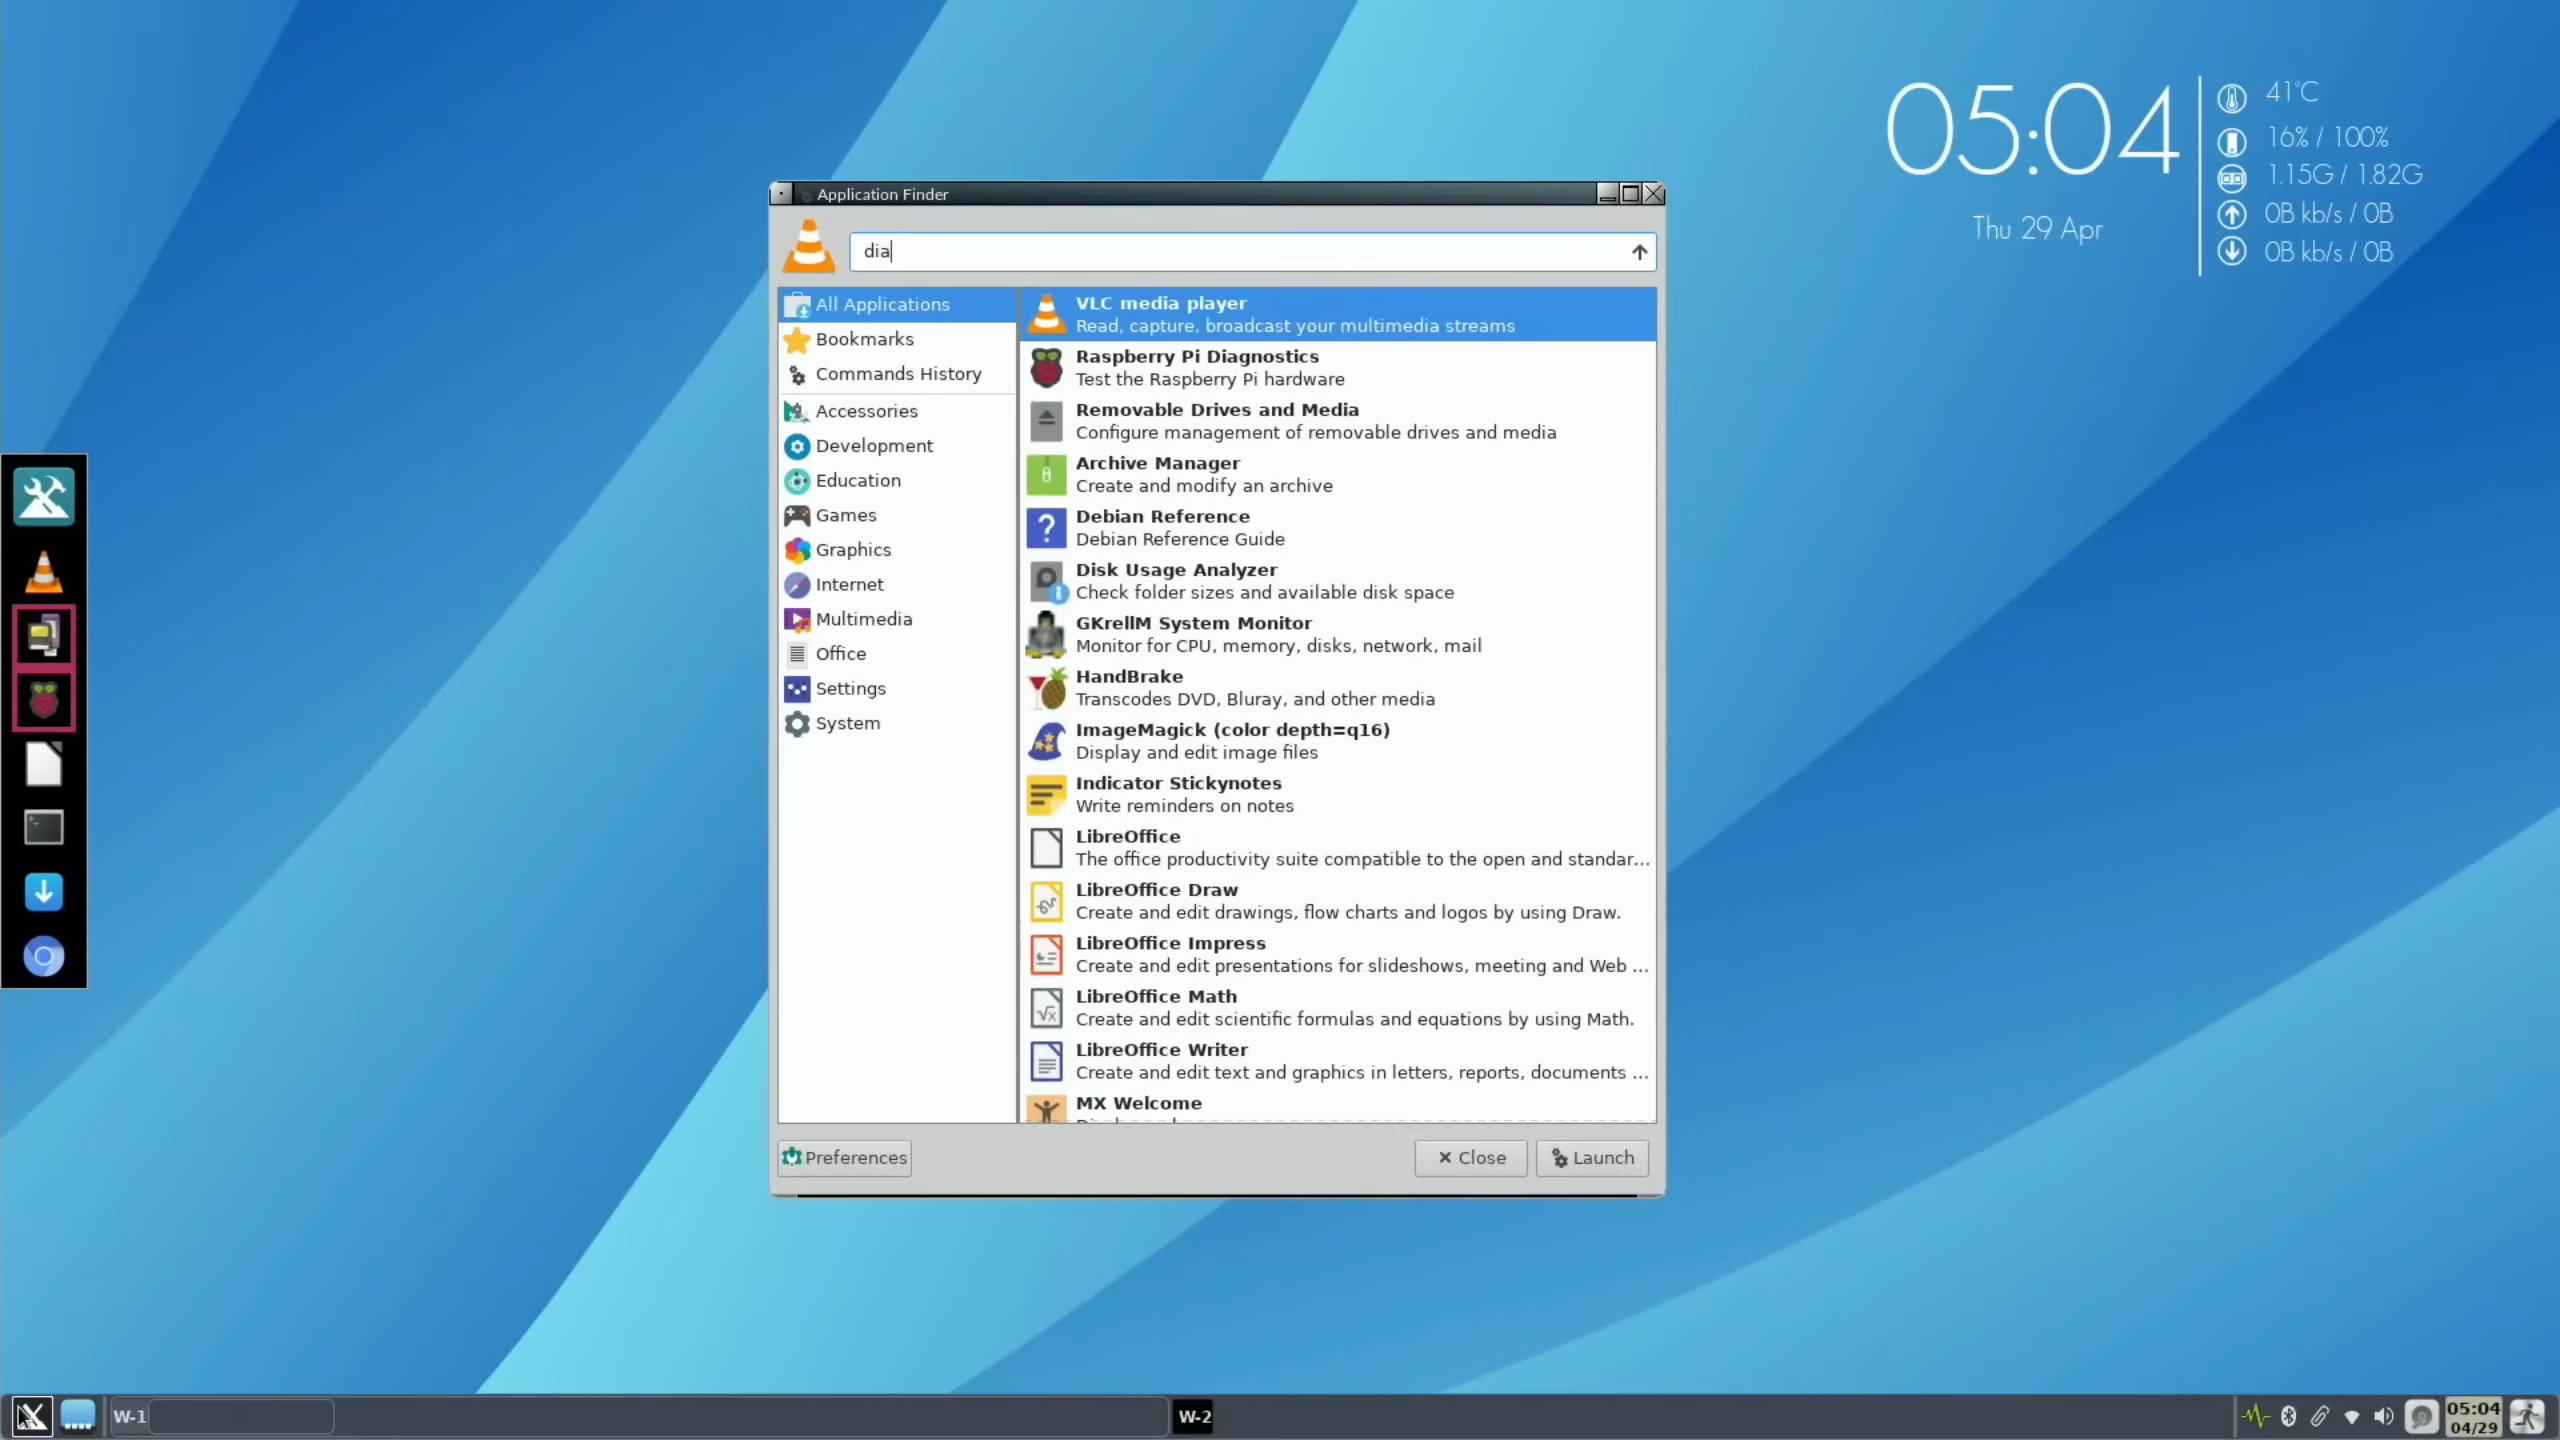 05:04
Thu 29 Apr
41°C
16% / 100%
1.15G / 1.82G
0B kb/s / 0B
0B kb/s / 0B
Application Finder
dia
All Applications
Bookmarks
Commands History
Accessories
Development
Education
Games
Graphics
Internet
Multimedia
Office
Settings
System
VLC media player
Read, capture, broadcast your multimedia streams
Raspberry Pi Diagnostics
Test the Raspberry Pi hardware
Removable Drives and Media
Configure management of removable drives and media
Archive Manager
Create and modify an archive
Debian Reference
Debian Reference Guide
Disk Usage Analyzer
Check folder sizes and available disk space
GKrellM System Monitor
Monitor for CPU, memory, disks, network, mail
HandBrake
Transcodes DVD, Bluray, and other media
ImageMagick (color depth=q16)
Display and edit image files
Indicator Stickynotes
Write reminders on notes
LibreOffice
The office productivity suite compatible to the open and standar...
LibreOffice Draw
Create and edit drawings, flow charts and logos by using Draw.
LibreOffice Impress
Create and edit presentations for slideshows, meeting and Web ...
LibreOffice Math
Create and edit scientific formulas and equations by using Math.
LibreOffice Writer
Create and edit text and graphics in letters, reports, documents ...
MX Welcome
Preferences
Close
Launch
W-1
W-2
05:04
04/29